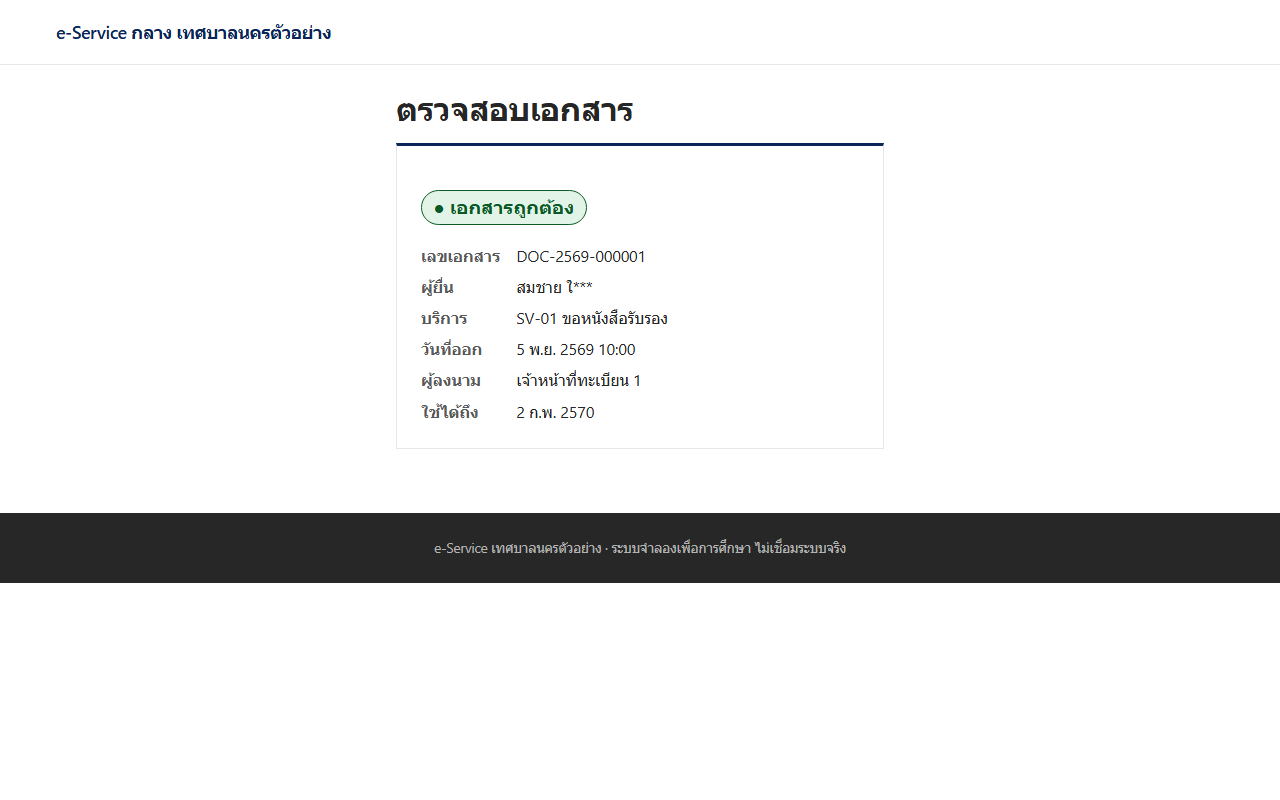 e-Service กลาง เทศบาลนครตัวอย่าง
ตรวจสอบเอกสาร
● เอกสารถูกต้อง
เลขเอกสาร DOC-2569-000001
ผู้ยื่น สมชาย ใ***
บริการ SV-01 ขอหนังสือรับรอง
วันที่ออก 5 พ.ย. 2569 10:00
ผู้ลงนาม เจ้าหน้าที่ทะเบียน 1
ใช้ได้ถึง 2 ก.พ. 2570
e-Service เทศบาลนครตัวอย่าง · ระบบจำลองเพื่อการศึกษา ไม่เชื่อมระบบจริง